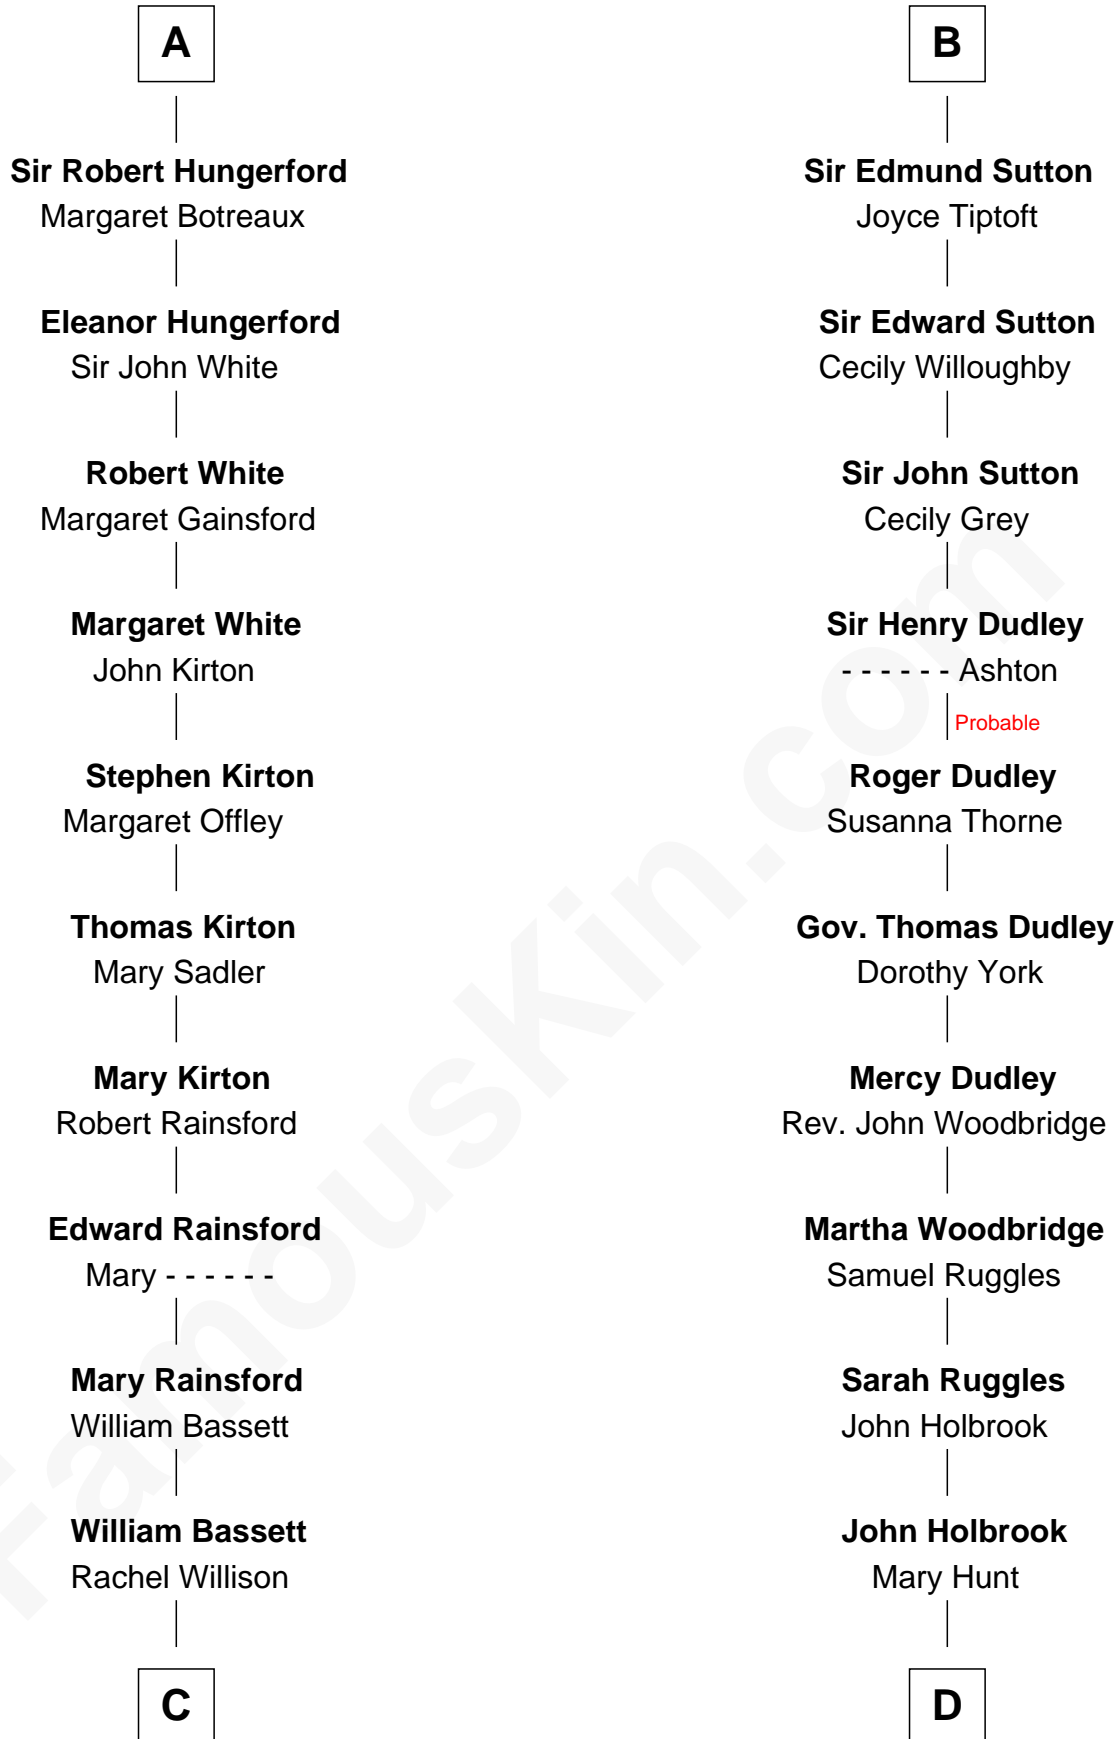 A
Sir Robert Hungerford
Margaret Botreaux
Eleanor Hungerford
Sir John White
Robert White
Margaret Gainsford
Margaret White
John Kirton
Stephen Kirton
Margaret Offley
Thomas Kirton
Mary Sadler
Mary Kirton
Robert Rainsford
Edward Rainsford
Mary - - - - - -
Mary Rainsford
William Bassett
William Bassett
Rachel Willison
C
B
Sir Edmund Sutton
Joyce Tiptoft
Sir Edward Sutton
Cecily Willoughby
Sir John Sutton
Cecily Grey
Sir Henry Dudley
- - - - - - Ashton
Probable
Roger Dudley
Susanna Thorne
Gov. Thomas Dudley
Dorothy York
Mercy Dudley
Rev. John Woodbridge
Martha Woodbridge
Samuel Ruggles
Sarah Ruggles
John Holbrook
John Holbrook
Mary Hunt
D
FamousKin.com